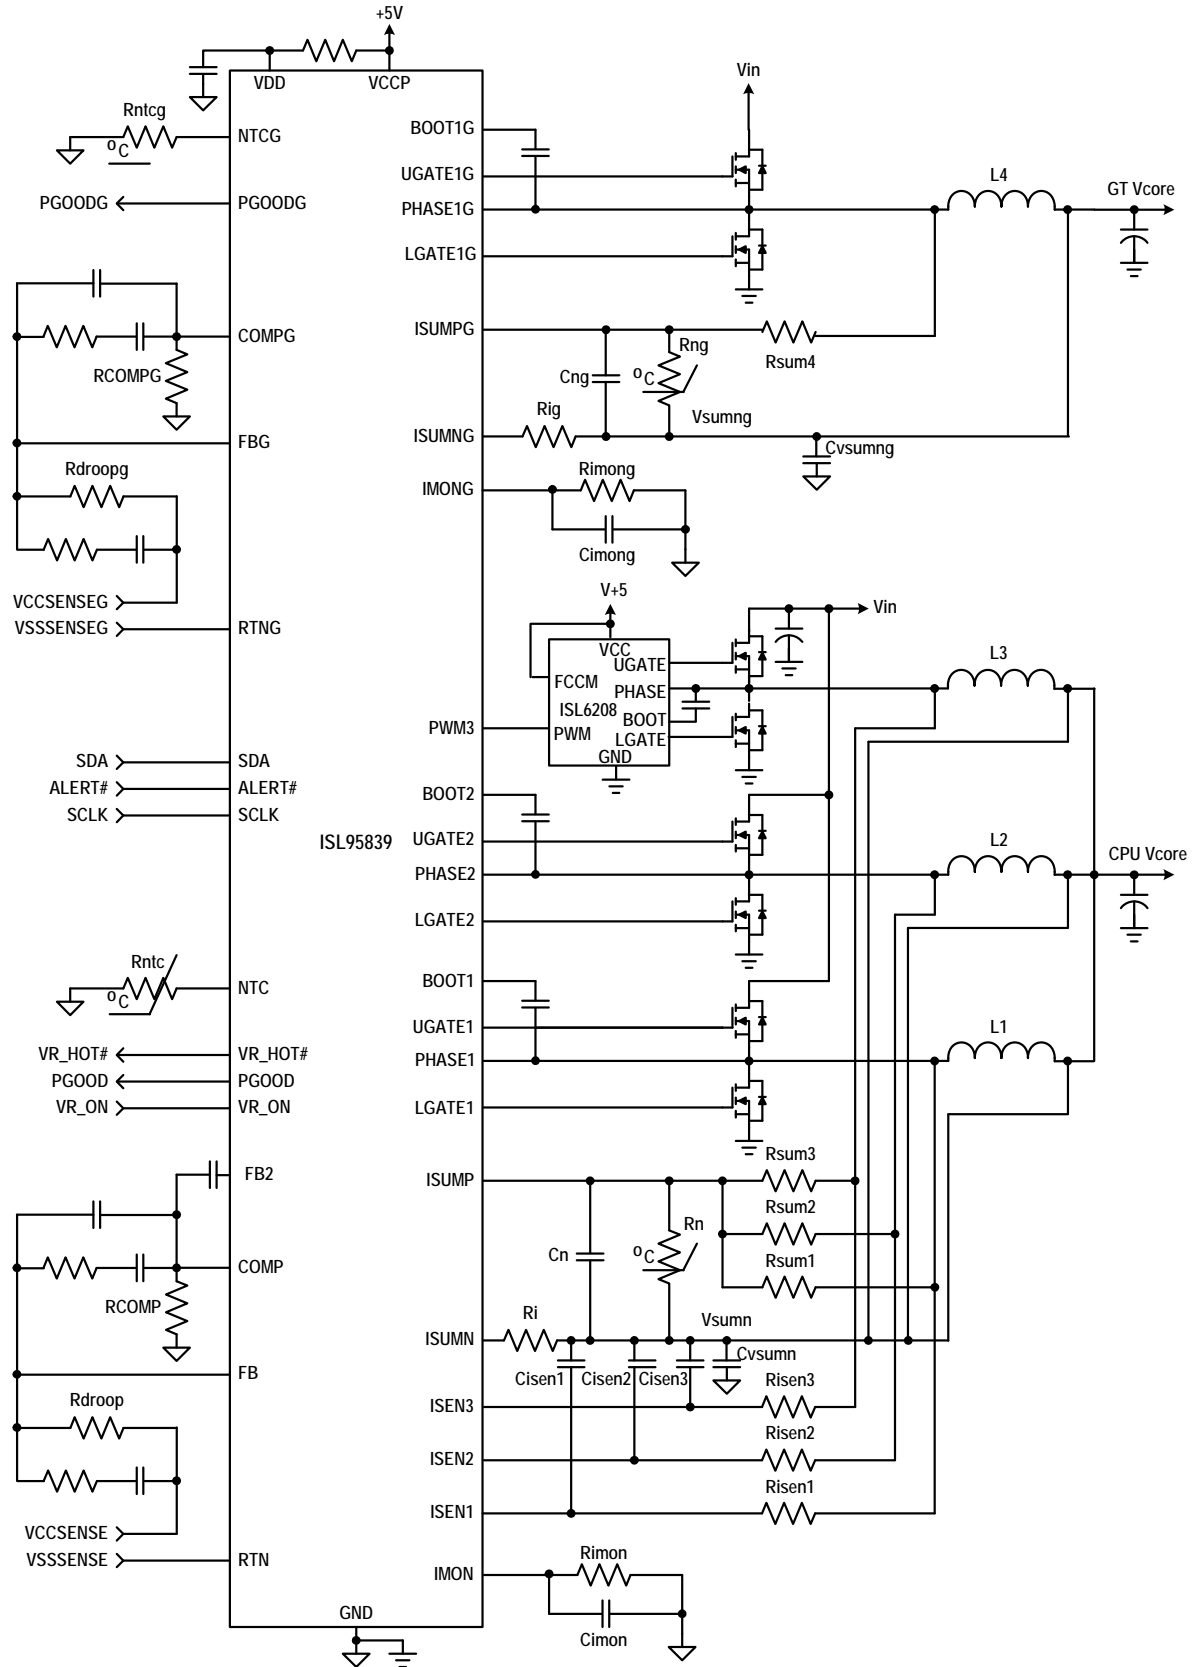 +5V
VDD
VCCP
Vin
Rntcg
oC
NTCG
BOOT1G
UGATE1G
L4
GT Vcore
PGOODG
PGOODG
PHASE1G
LGATE1G
COMPG
ISUMPG
RCOMPG
Cng
Rng
oC
Rsum4
Rig
Vsumng
FBG
ISUMNG
Cvsumng
Rdroopg
IMONG
Rimong
Cimong
VCCSENSEG
VSSSENSEG
RTNG
V+5
Vin
VCC
UGATE
FCCM
PHASE
ISL6208
BOOT
PWM
LGATE
GND
L3
PWM3
SDA
SDA
ALERT#
ALERT#
SCLK
SCLK
BOOT2
ISL95839
UGATE2
PHASE2
L2
CPU Vcore
LGATE2
Rntc
oC
NTC
BOOT1
UGATE1
L1
VR_HOT#
VR_HOT#
PHASE1
PGOOD
PGOOD
VR_ON
VR_ON
LGATE1
FB2
ISUMP
Rsum3
Rsum2
Rsum1
Cn
Rn
oC
COMP
RCOMP
Ri
Vsumn
ISUMN
Cvsumn
Cisen1
Cisen2
Cisen3
FB
Risen3
ISEN3
Rdroop
Risen2
ISEN2
Risen1
ISEN1
VCCSENSE
VSSSENSE
RTN
IMON
Rimon
Cimon
GND